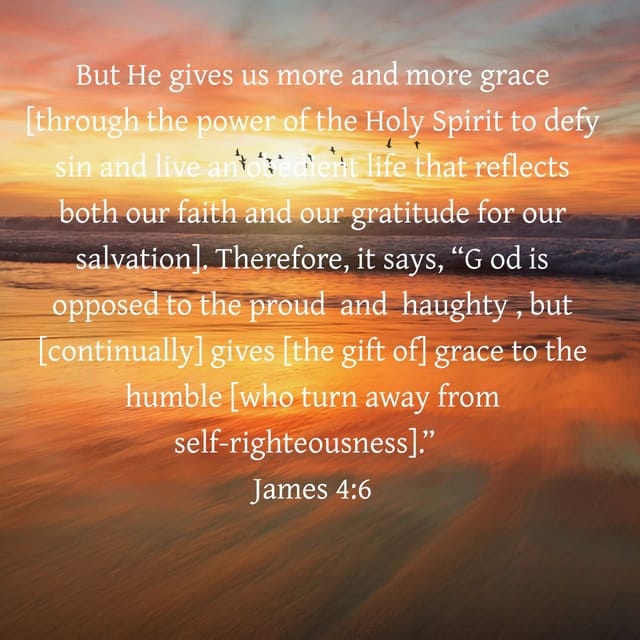 But He gives us more and more grace
[through the power of the Holy Spirit to defy
sin and live an obedient life that reflects
both our faith and our gratitude for our
salvation]. Therefore, it says, “G od is
opposed to the proud  and  haughty , but
[continually] gives [the gift of] grace to the
humble [who turn away from
self-righteousness].”
James 4:6